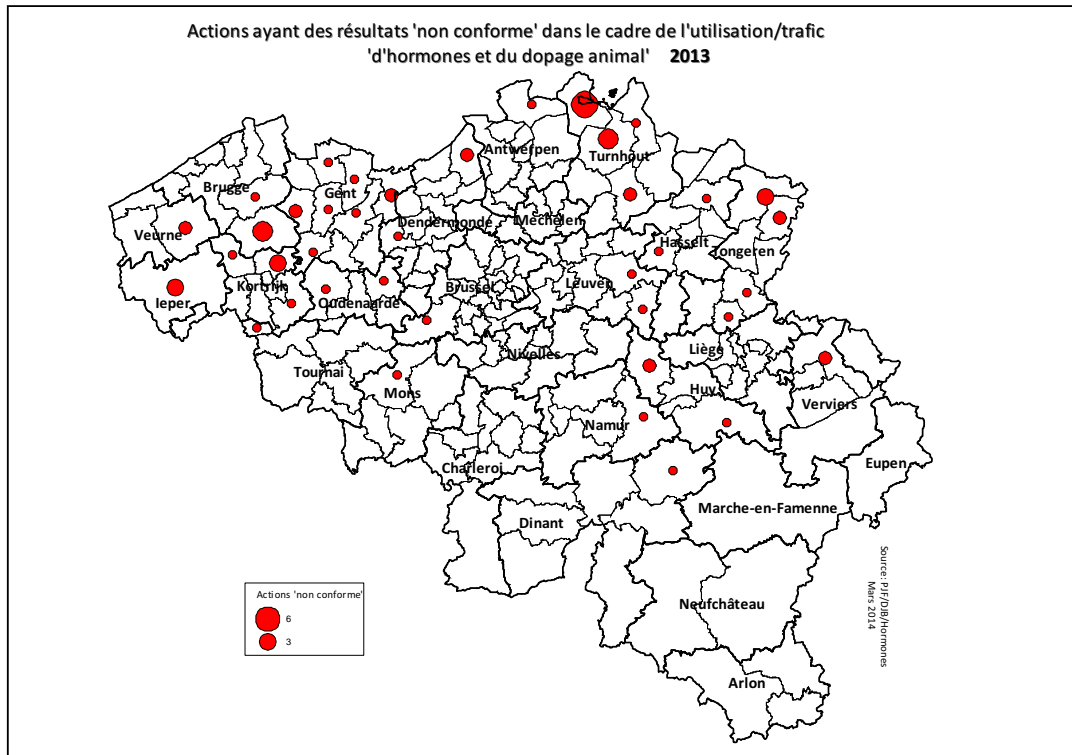 Actions ayant des résultats 'non conforme' dans le cadre de l'utilisation/trafic
'd'hormones et du dopage animal' 2013
Antwerpen
Turnhout
Brugge
Gent
Dendermonde
Mechelen
Veurne
Hasselt
Tongeren
Ieper
Kortrijk
Oudenaarde
Brussel
Leuven
Tournai
Nivelles
Liège
Mons
Huy
Verviers
Namur
Eupen
Charleroi
Marche-en-Famenne
Dinant
Neufchâteau
Arlon
Actions 'non conforme'
6
3
Source: PJF/DJB/Hormones
Mars 2014